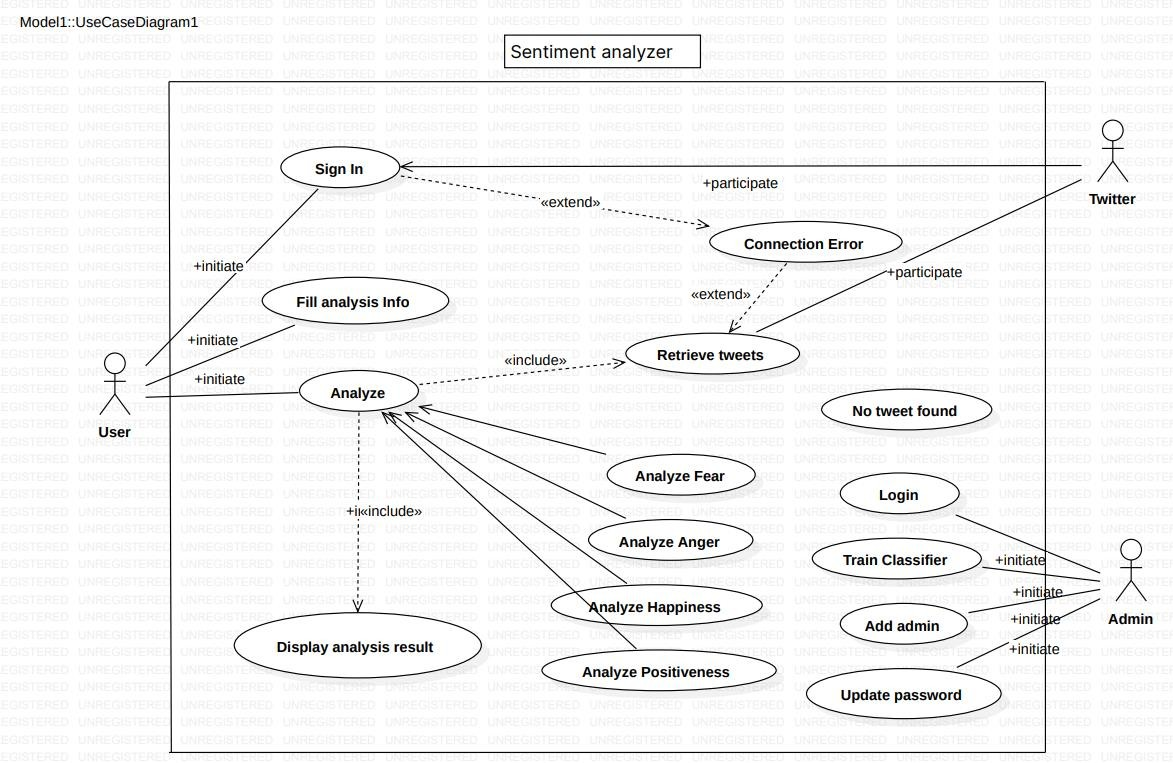 Model1::UseCaseDiagram1
Sentiment analyzer
Sign In
+participate
Twitter
«extend»
Connection Error
+initiate
+participate
Fill analysis Info
«extend»
+initiate
Retrieve tweets
«include»
+initiate
Analyze
User
No tweet found
Analyze Fear
Login
+i«include»
Analyze Anger
Train Classifier
+initiate
+initiate
Analyze Happiness
Add admin
+initiate
Admin
Display analysis result
+initiate
Analyze Positiveness
Update password
UNREGISTERED